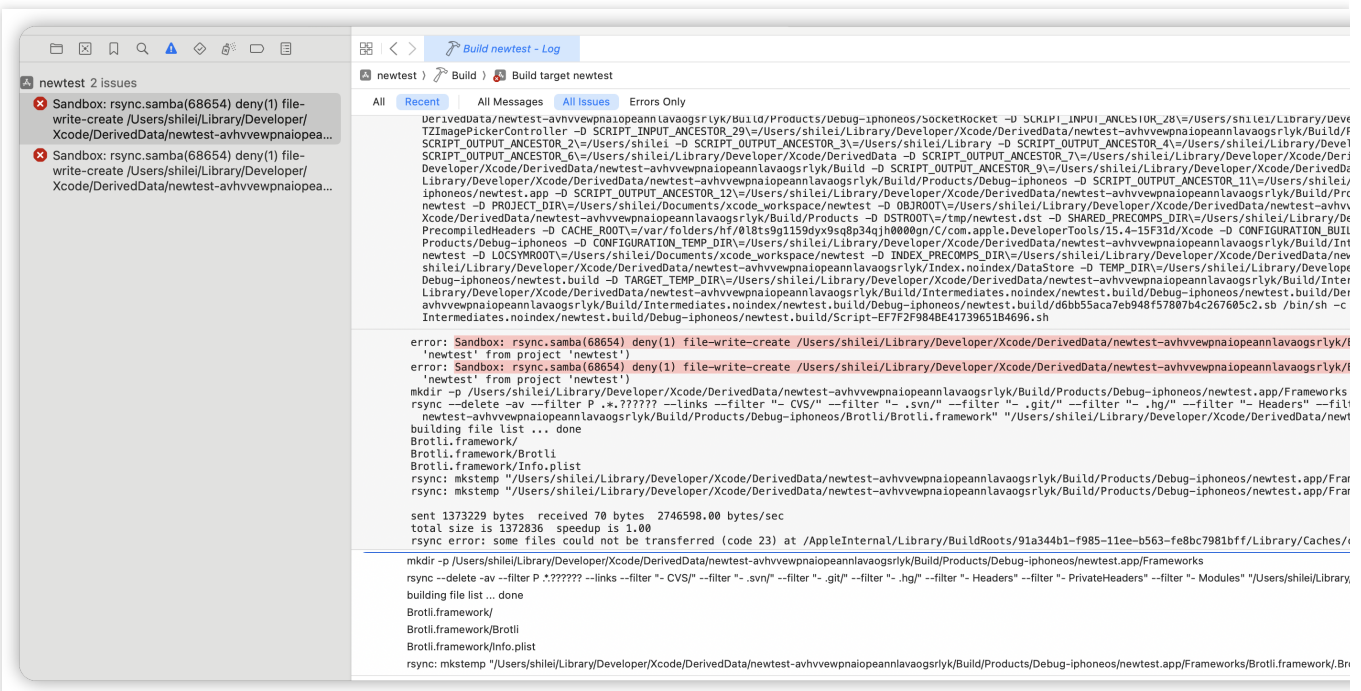 Build newtest - Log
newtest 2 issues
Sandbox: rsync.samba(68654) deny(1) file-
write-create /Users/shilei/Library/Developer/
Xcode/DerivedData/newtest-avhvvewpnaiopea...
Sandbox: rsync.samba(68654) deny(1) file-
write-create /Users/shilei/Library/Developer/
Xcode/DerivedData/newtest-avhvvewpnaiopea...
newtest ⟩ Build ⟩ Build target newtest
All Recent All Messages All Issues Errors Only
DerivedData/newtest-avhvvewpnaiopeannlavaogsrlyk/Build/Products/Debug-iphoneos/SocketRocket -D SCRIPT_INPUT_ANCESTOR_28\=/Users/shilei/Library/Deve
TZImagePickerController -D SCRIPT_INPUT_ANCESTOR_29\=/Users/shilei/Library/Developer/Xcode/DerivedData/newtest-avhvvewpnaiopeannlavaogsrlyk/Build/P
SCRIPT_OUTPUT_ANCESTOR_2\=/Users/shilei -D SCRIPT_OUTPUT_ANCESTOR_3\=/Users/shilei/Library -D SCRIPT_OUTPUT_ANCESTOR_4\=/Users/shilei/Library/Devel
SCRIPT_OUTPUT_ANCESTOR_6\=/Users/shilei/Library/Developer/Xcode/DerivedData -D SCRIPT_OUTPUT_ANCESTOR_7\=/Users/shilei/Library/Developer/Xcode/Deri
Developer/Xcode/DerivedData/newtest-avhvvewpnaiopeannlavaogsrlyk/Build -D SCRIPT_OUTPUT_ANCESTOR_9\=/Users/shilei/Library/Developer/Xcode/DerivedDa
Library/Developer/Xcode/DerivedData/newtest-avhvvewpnaiopeannlavaogsrlyk/Build/Products/Debug-iphoneos -D SCRIPT_OUTPUT_ANCESTOR_11\=/Users/shilei/
iphoneos/newtest.app -D SCRIPT_OUTPUT_ANCESTOR_12\=/Users/shilei/Library/Developer/Xcode/DerivedData/newtest-avhvvewpnaiopeannlavaogsrlyk/Build/Pro
newtest -D PROJECT_DIR\=/Users/shilei/Documents/xcode_workspace/newtest -D OBJROOT\=/Users/shilei/Library/Developer/Xcode/DerivedData/newtest-avhvv
Xcode/DerivedData/newtest-avhvvewpnaiopeannlavaogsrlyk/Build/Products -D DSTROOT\=/tmp/newtest.dst -D SHARED_PRECOMPS_DIR\=/Users/shilei/Library/De
PrecompiledHeaders -D CACHE_ROOT\=/var/folders/hf/0l8ts9g1159dyx9sq8p34qjh0000gn/C/com.apple.DeveloperTools/15.4-15F31d/Xcode -D CONFIGURATION_BUIL
Products/Debug-iphoneos -D CONFIGURATION_TEMP_DIR\=/Users/shilei/Library/Developer/Xcode/DerivedData/newtest-avhvvewpnaiopeannlavaogsrlyk/Build/Int
newtest -D LOCSYMROOT\=/Users/shilei/Documents/xcode_workspace/newtest -D INDEX_PRECOMPS_DIR\=/Users/shilei/Library/Developer/Xcode/DerivedData/new
shilei/Library/Developer/Xcode/DerivedData/newtest-avhvvewpnaiopeannlavaogsrlyk/Index.noindex/DataStore -D TEMP_DIR\=/Users/shilei/Library/Develope
Debug-iphoneos/newtest.build -D TARGET_TEMP_DIR\=/Users/shilei/Library/Developer/Xcode/DerivedData/newtest-avhvvewpnaiopeannlavaogsrlyk/Build/Inter
Library/Developer/Xcode/DerivedData/newtest-avhvvewpnaiopeannlavaogsrlyk/Build/Intermediates.noindex/newtest.build/Debug-iphoneos/newtest.build/Der
avhvvewpnaiopeannlavaogsrlyk/Build/Intermediates.noindex/newtest.build/Debug-iphoneos/newtest.build/d6bb55aca7eb948f57807b4c267605c2.sb /bin/sh -c
Intermediates.noindex/newtest.build/Debug-iphoneos/newtest.build/Script-EF7F2F984BE41739651B4696.sh
error: Sandbox: rsync.samba(68654) deny(1) file-write-create /Users/shilei/Library/Developer/Xcode/DerivedData/newtest-avhvvewpnaiopeannlavaogsrlyk/B
'newtest' from project 'newtest')
error: Sandbox: rsync.samba(68654) deny(1) file-write-create /Users/shilei/Library/Developer/Xcode/DerivedData/newtest-avhvvewpnaiopeannlavaogsrlyk/B
'newtest' from project 'newtest')
mkdir -p /Users/shilei/Library/Developer/Xcode/DerivedData/newtest-avhvvewpnaiopeannlavaogsrlyk/Build/Products/Debug-iphoneos/newtest.app/Frameworks
rsync --delete -av --filter P .*.?????? --links --filter "- CVS/" --filter "- .svn/" --filter "- .git/" --filter "- .hg/" --filter "- Headers" --filt
newtest-avhvvewpnaiopeannlavaogsrlyk/Build/Products/Debug-iphoneos/Brotli/Brotli.framework" "/Users/shilei/Library/Developer/Xcode/DerivedData/newt
building file list ... done
Brotli.framework/
Brotli.framework/Brotli
Brotli.framework/Info.plist
rsync: mkstemp "/Users/shilei/Library/Developer/Xcode/DerivedData/newtest-avhvvewpnaiopeannlavaogsrlyk/Build/Products/Debug-iphoneos/newtest.app/Fram
rsync: mkstemp "/Users/shilei/Library/Developer/Xcode/DerivedData/newtest-avhvvewpnaiopeannlavaogsrlyk/Build/Products/Debug-iphoneos/newtest.app/Fram
sent 1373229 bytes  received 70 bytes  2746598.00 bytes/sec
total size is 1372836  speedup is 1.00
rsync error: some files could not be transferred (code 23) at /AppleInternal/Library/BuildRoots/91a344b1-f985-11ee-b563-fe8bc7981bff/Library/Caches/c
mkdir -p /Users/shilei/Library/Developer/Xcode/DerivedData/newtest-avhvvewpnaiopeannlavaogsrlyk/Build/Products/Debug-iphoneos/newtest.app/Frameworks
rsync --delete -av --filter P .*.?????? --links --filter "- CVS/" --filter "- .svn/" --filter "- .git/" --filter "- .hg/" --filter "- Headers" --filter "- PrivateHeaders" --filter "- Modules" "/Users/shilei/Library/
building file list ... done
Brotli.framework/
Brotli.framework/Brotli
Brotli.framework/Info.plist
rsync: mkstemp "/Users/shilei/Library/Developer/Xcode/DerivedData/newtest-avhvvewpnaiopeannlavaogsrlyk/Build/Products/Debug-iphoneos/newtest.app/Frameworks/Brotli.framework/.Bro